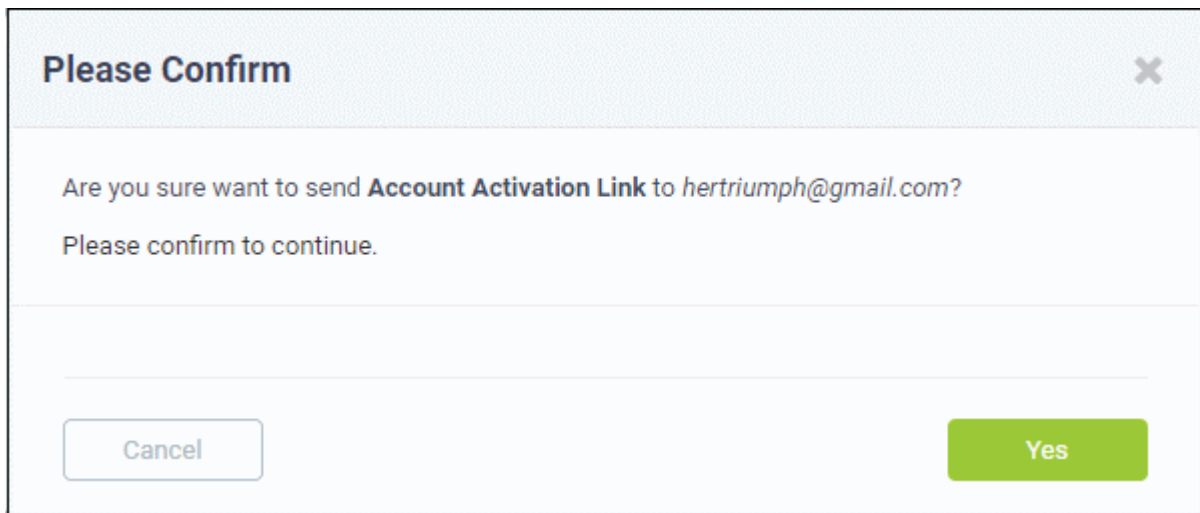 Please Confirm
Are you sure want to send Account Activation Link to hertriumph@gmail.com?
Please confirm to continue.
Cancel
Yes